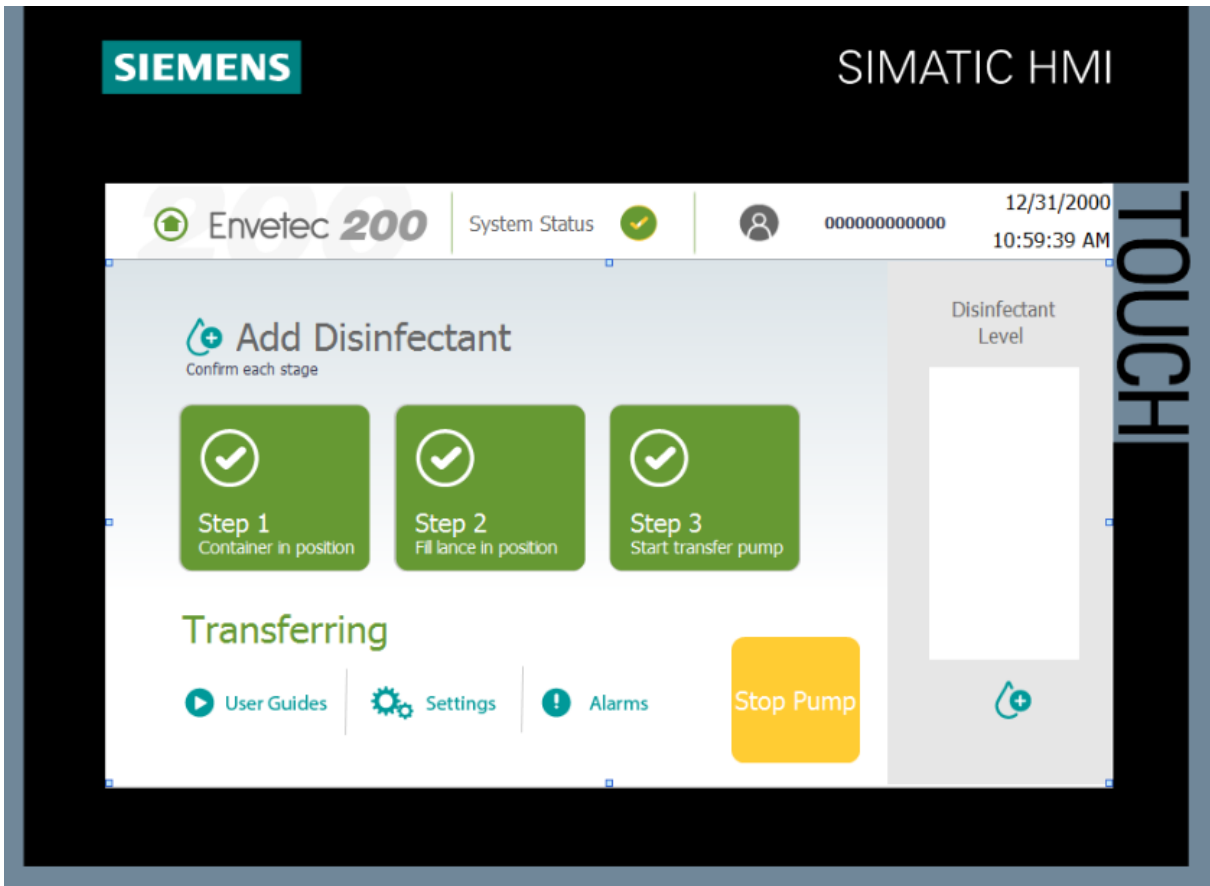 SIEMENS
SIMATIC HMI
TOUCH
200
Envetec 200
System Status
000000000000
12/31/2000
10:59:39 AM
Add Disinfectant
Confirm each stage
Disinfectant
Level
Step 1
Container in position
Step 2
Fill lance in position
Step 3
Start transfer pump
Transferring
User Guides
Settings
Alarms
Stop Pump